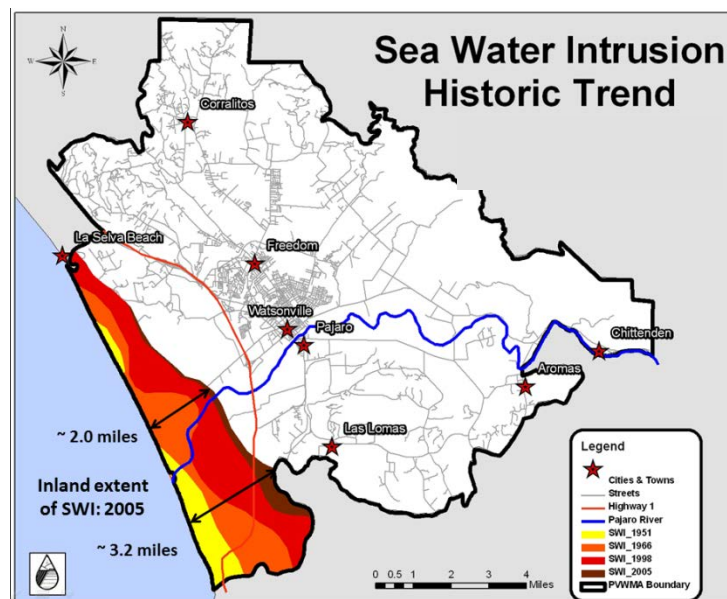 Sea Water Intrusion
Historic Trend
N
W
E
S
Corralitos
La Selva Beach
Freedom
Watsonville
Pajaro
Chittenden
Aromas
Las Lomas
~ 2.0 miles
Inland extent
of SWI: 2005
~ 3.2 miles
Legend
Cities & Towns
Streets
Highway 1
Pajaro River
SWI_1951
SWI_1966
SWI_1998
SWI_2005
PVWMA Boundary
0 0.5 1 2 3 4
Miles